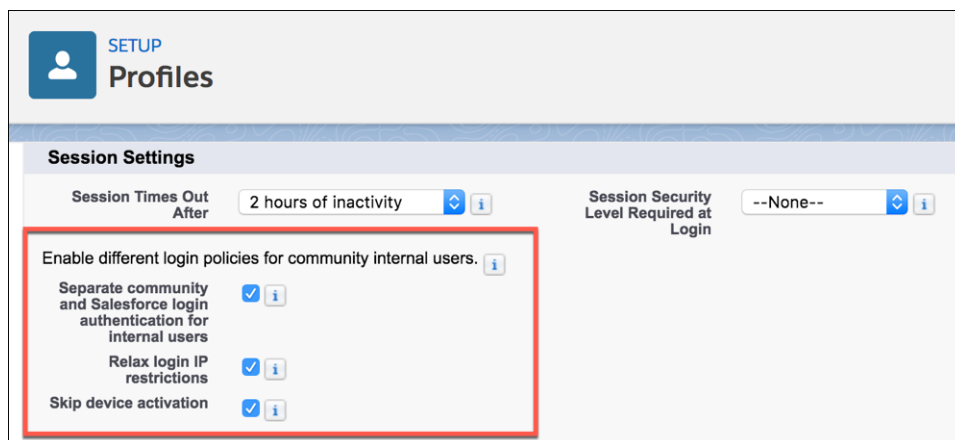 SETUP
Profiles
Session Settings
Session Times Out
After
2 hours of inactivity
Session Security
Level Required at
Login
--None--
Enable different login policies for community internal users.
Separate community
and Salesforce login
authentication for
internal users
Relax login IP
restrictions
Skip device activation